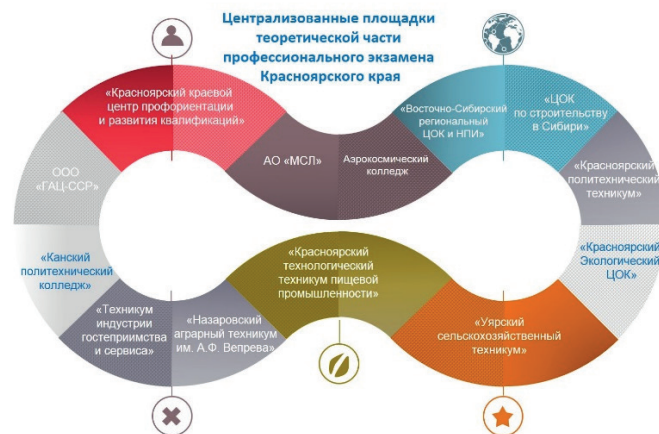 Централизованные площадки
теоретической части
профессионального экзамена
Красноярского края
«Красноярский краевой
центр профориентации
и развития квалификаций»
АО «МСЛ»
Аэрокосмический
колледж
«Восточно-Сибирский
региональный
ЦОК и НПИ»
«ЦОК
по строительству
в Сибири»
«Красноярский
политехнический
техникум»
«Красноярский
Экологический
ЦОК»
«Уярский
сельскохозяйственный
техникум»
«Красноярский
технологический
техникум пищевой
промышленности»
«Назаровский
аграрный техникум
им. А.Ф. Вепрева»
«Техникум
индустрии
гостеприимства
и сервиса»
«Канский
политехнический
колледж»
ООО
«ГАЦ-ССР»